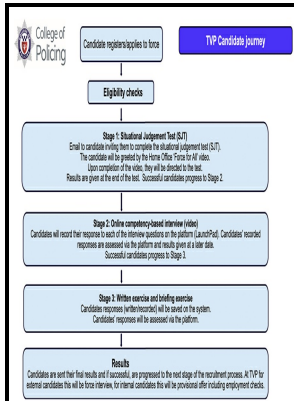 College of
Policing
Candidate registers/applies to force
TVP Candidate journey
Eligibility checks
Stage 1: Situational Judgement Test (SJT)
Email to candidate inviting them to complete the situational judgement test (SJT).
The candidate will be greeted by the Home Office 'Force for All' video.
Upon completion of the video, they will be directed to the test.
Results are given at the end of the test. Successful candidates progress to Stage 2.
Stage 2: Online competency-based interview (video)
Candidates will record their response to each of the interview questions on the platform (LaunchPad). Candidates' recorded
responses are assessed via the platform and results given at a later date.
Successful candidates progress to Stage 3.
Stage 3: Written exercise and briefing exercise
Candidates responses (written/recorded) will be saved on the system.
Candidates' responses will be assessed via the platform.
Results
Candidates are sent their final results and if successful, are progressed to the next stage of the recruitment process. At TVP for
external candidates this will be force interview, for internal candidates this will be provisional offer including employment checks.